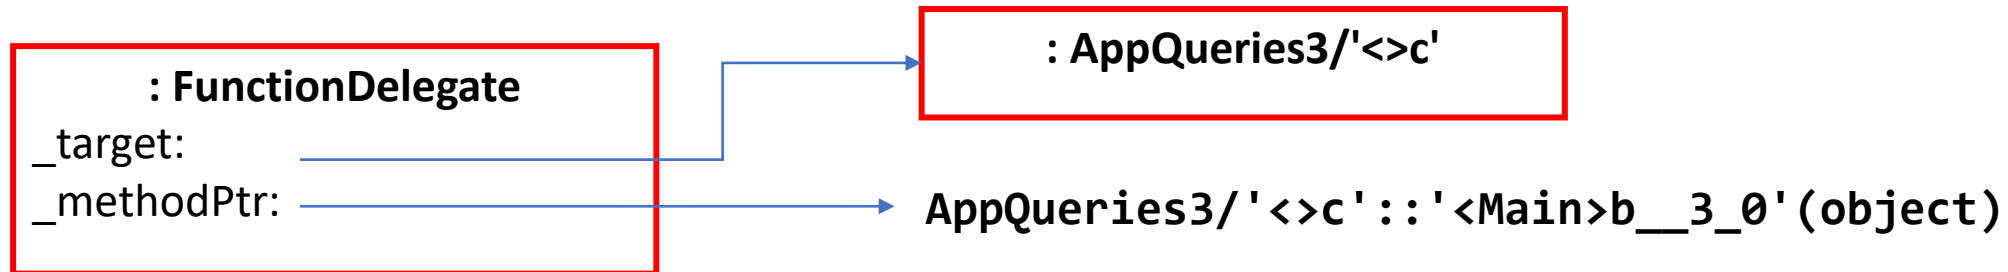 : FunctionDelegate
_target:
_methodPtr:
: AppQueries3/'<>c'
AppQueries3/'<>c'::'<Main>b__3_0'(object)